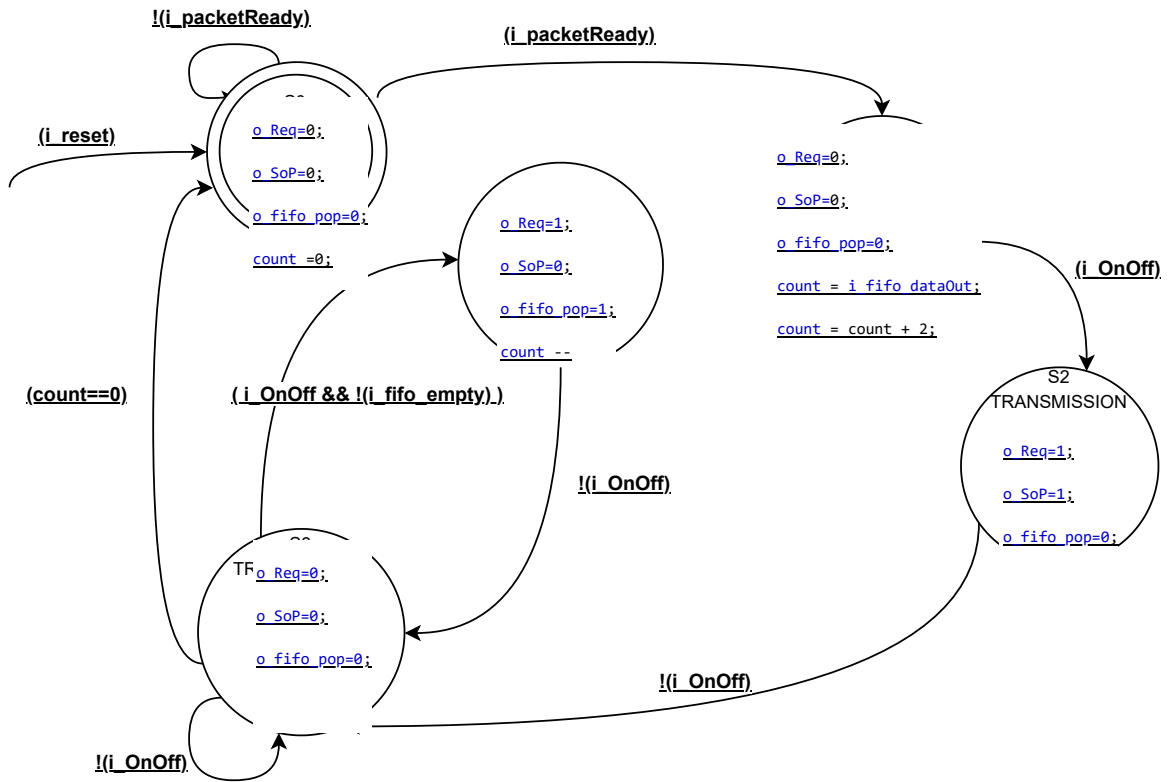 !(i_packetReady)
(i_packetReady)
(i_reset)
o_Req=0;
o_SoP=0;
o_fifo_pop=0;
count =0;
o_Req=1;
o_SoP=0;
o_fifo_pop=1;
count --
o_Req=0;
o_SoP=0;
o_fifo_pop=0;
count = i_fifo_dataOut;
count = count + 2;
(i_OnOff)
(count==0)
( i_OnOff && !(i_fifo_empty) )
!(i_OnOff)
S2
TRANSMISSION
o_Req=1;
o_SoP=1;
o_fifo_pop=0;
o_Req=0;
o_SoP=0;
o_fifo_pop=0;
!(i_OnOff)
!(i_OnOff)